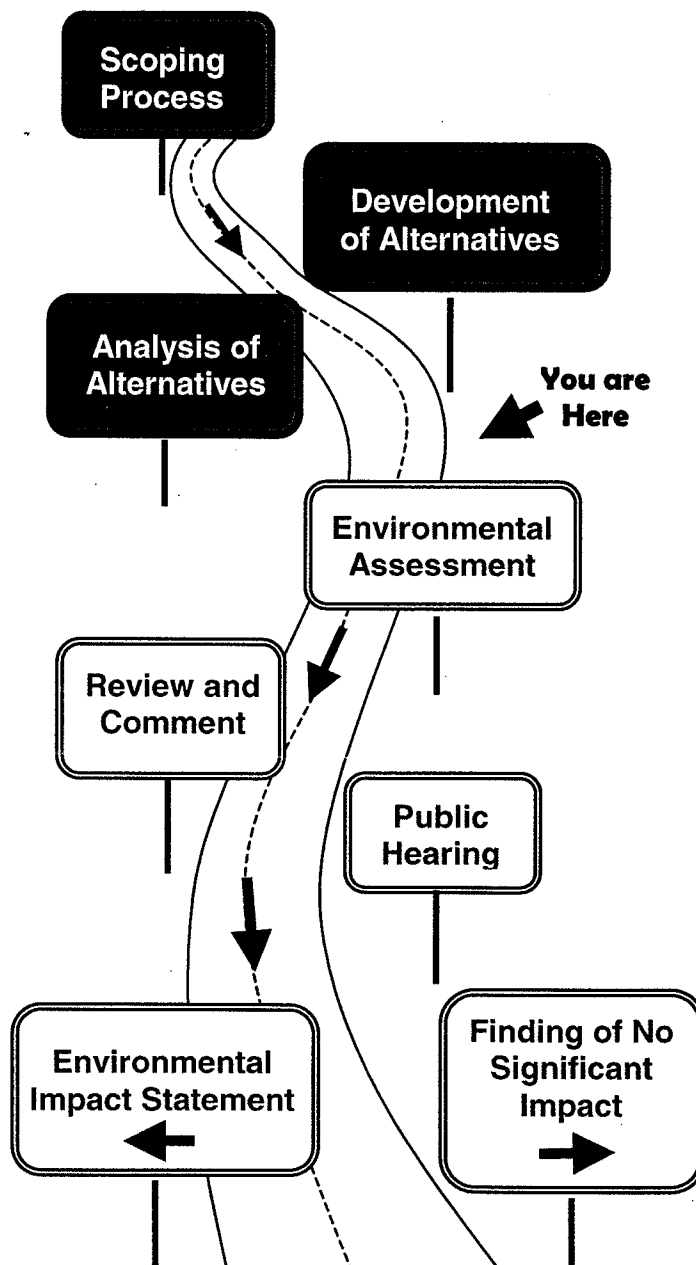 Scoping
Process
Development
of Alternatives
Analysis of
Alternatives
You are
Here
Environmental
Assessment
Review and
Comment
Public
Hearing
Environmental
Impact Statement
Finding of No
Significant
Impact